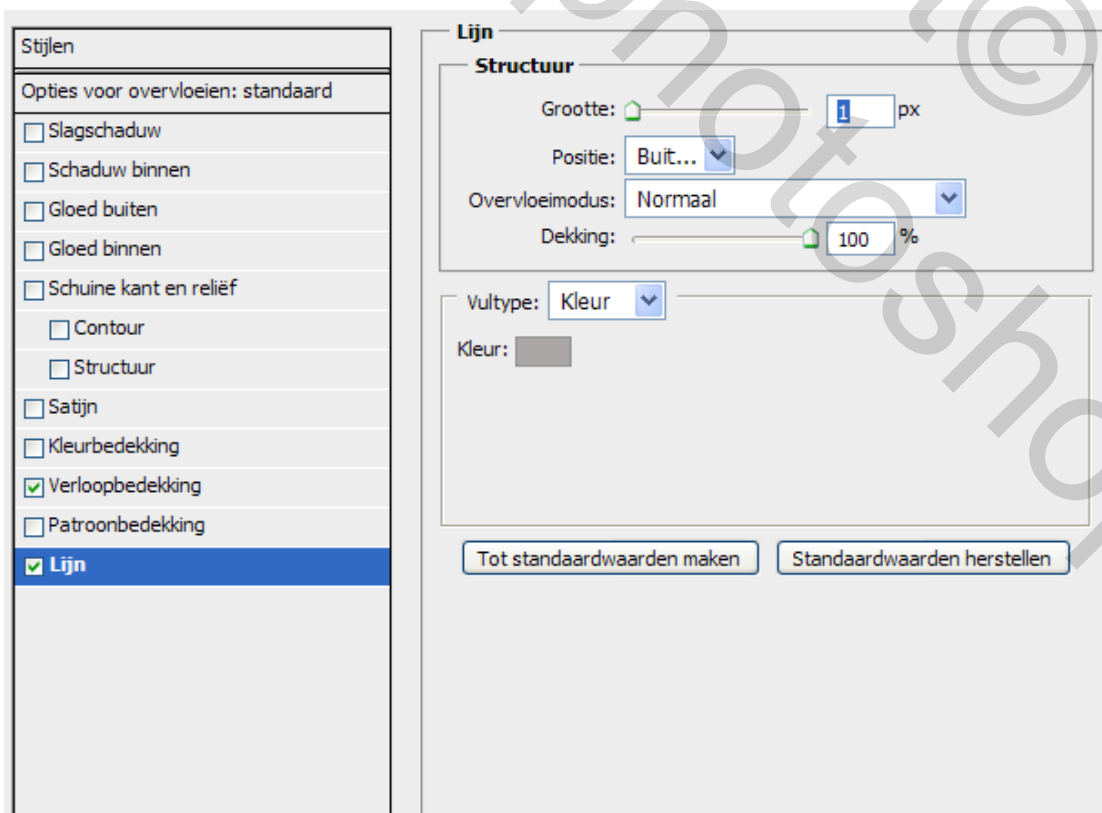 Stijlen
Opties voor overvloeien: standaard
Slagschaduw
Schaduw binnen
Gloed buiten
Gloed binnen
Schuine kant en reliëf
Contour
Structuur
Satijn
Kleurbedekking
Verloopbedekking
Patroonbedekking
Lijn
Lijn
Structuur
Grootte: 1 px
Positie: Buit...
Overvloeimodus: Normaal
Dekking: 100 %
Vultype: Kleur
Kleur:
Tot standaardwaarden maken Standaardwaarden herstellen